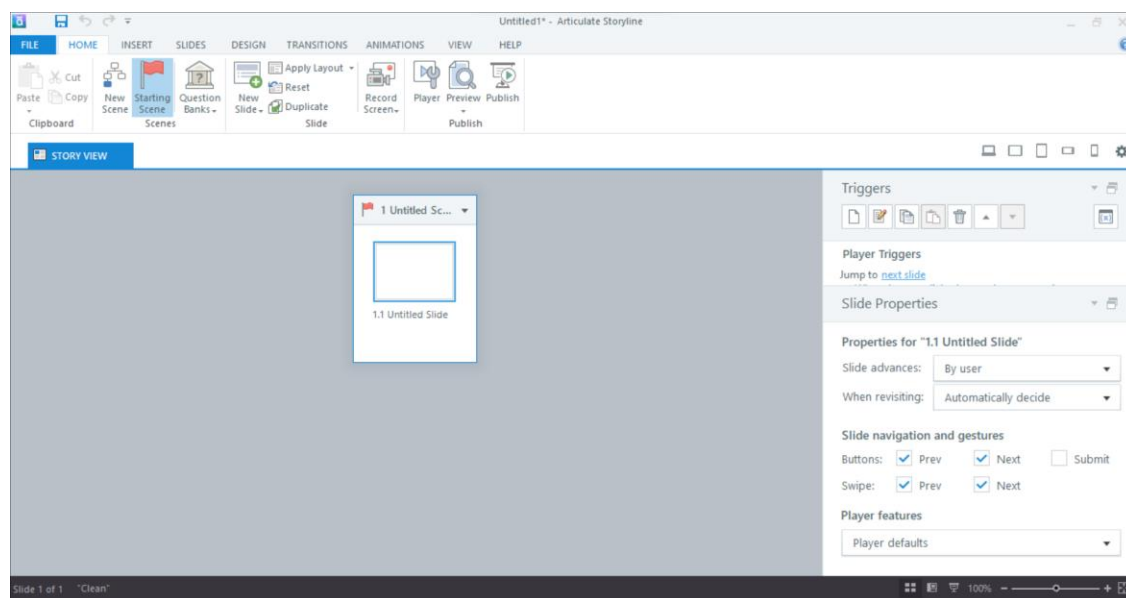 Untitled1* - Articulate Storyline
FILE HOME INSERT SLIDES DESIGN TRANSITIONS ANIMATIONS VIEW HELP
Paste Cut Copy
Clipboard
New Scene Starting Scene Question Banks
Scenes
New Slide Apply Layout Reset Duplicate
Slide
Record Screen
Player Preview Publish
Publish
STORY VIEW
1 Untitled Sc...
1.1 Untitled Slide
Triggers
Player Triggers
Jump to next slide
Slide Properties
Properties for "1.1 Untitled Slide"
Slide advances: By user
When revisiting: Automatically decide
Slide navigation and gestures
Buttons: Prev Next Submit
Swipe: Prev Next
Player features
Player defaults
Slide 1 of 1 "Clean" 100%